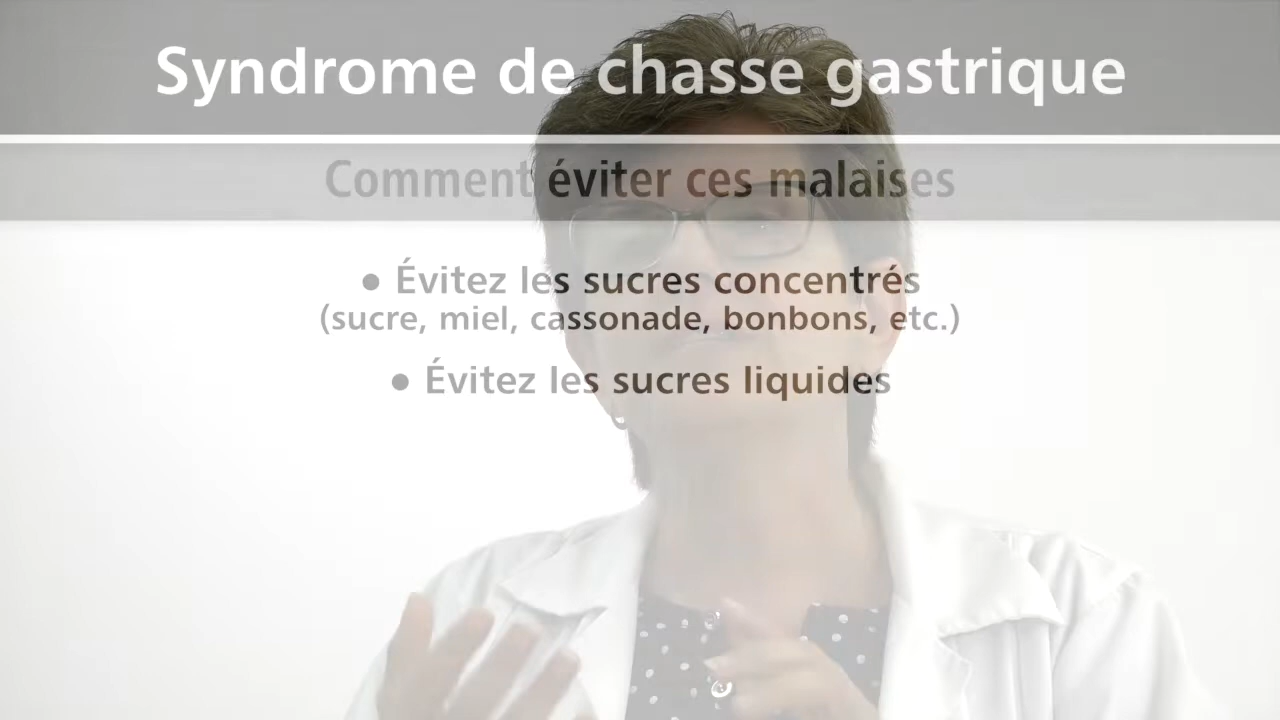 Syndrome de chasse gastrique
Comment éviter ces malaises
● Évitez les sucres concentrés
(sucre, miel, cassonade, bonbons, etc.)
● Évitez les sucres liquides